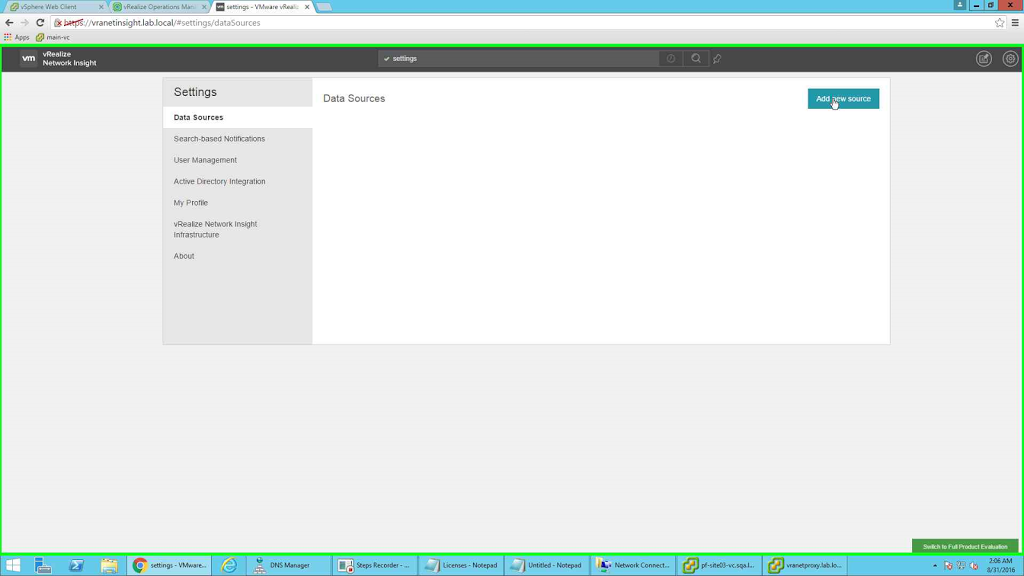 vSphere Web Client
vRealize Operations Man
settings - VMware vReali
https://vranetinsight.lab.local/#settings/dataSources
Apps
main-vc
vm
vRealize
Network Insight
settings
Settings
Data Sources
Search-based Notifications
User Management
Active Directory Integration
My Profile
vRealize Network Insight
Infrastructure
About
Data Sources
Add new source
Switch to Full Product Evaluation
settings - VMware...
DNS Manager
Steps Recorder - ...
Licenses - Notepad
Untitled - Notepad
Network Connect...
pf-site03-vc.sqa.l...
vranetproxy.lab.lo...
2:06 AM
8/31/2016